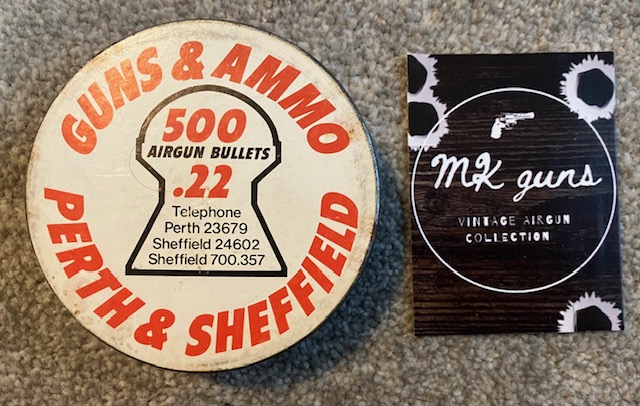 GUNS & AMMO
500
AIRGUN BULLETS
.22
Telephone
Perth 23679
Sheffield 24602
Sheffield 700.357
PERTH & SHEFFIELD
MK guns
VINTAGE AIRGUN
COLLECTION